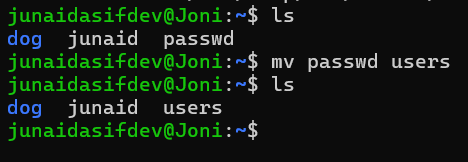 junaidasifdev@Joni:~$ ls
dog  junaid  passwd
junaidasifdev@Joni:~$ mv passwd users
junaidasifdev@Joni:~$ ls
dog  junaid  users
junaidasifdev@Joni:~$